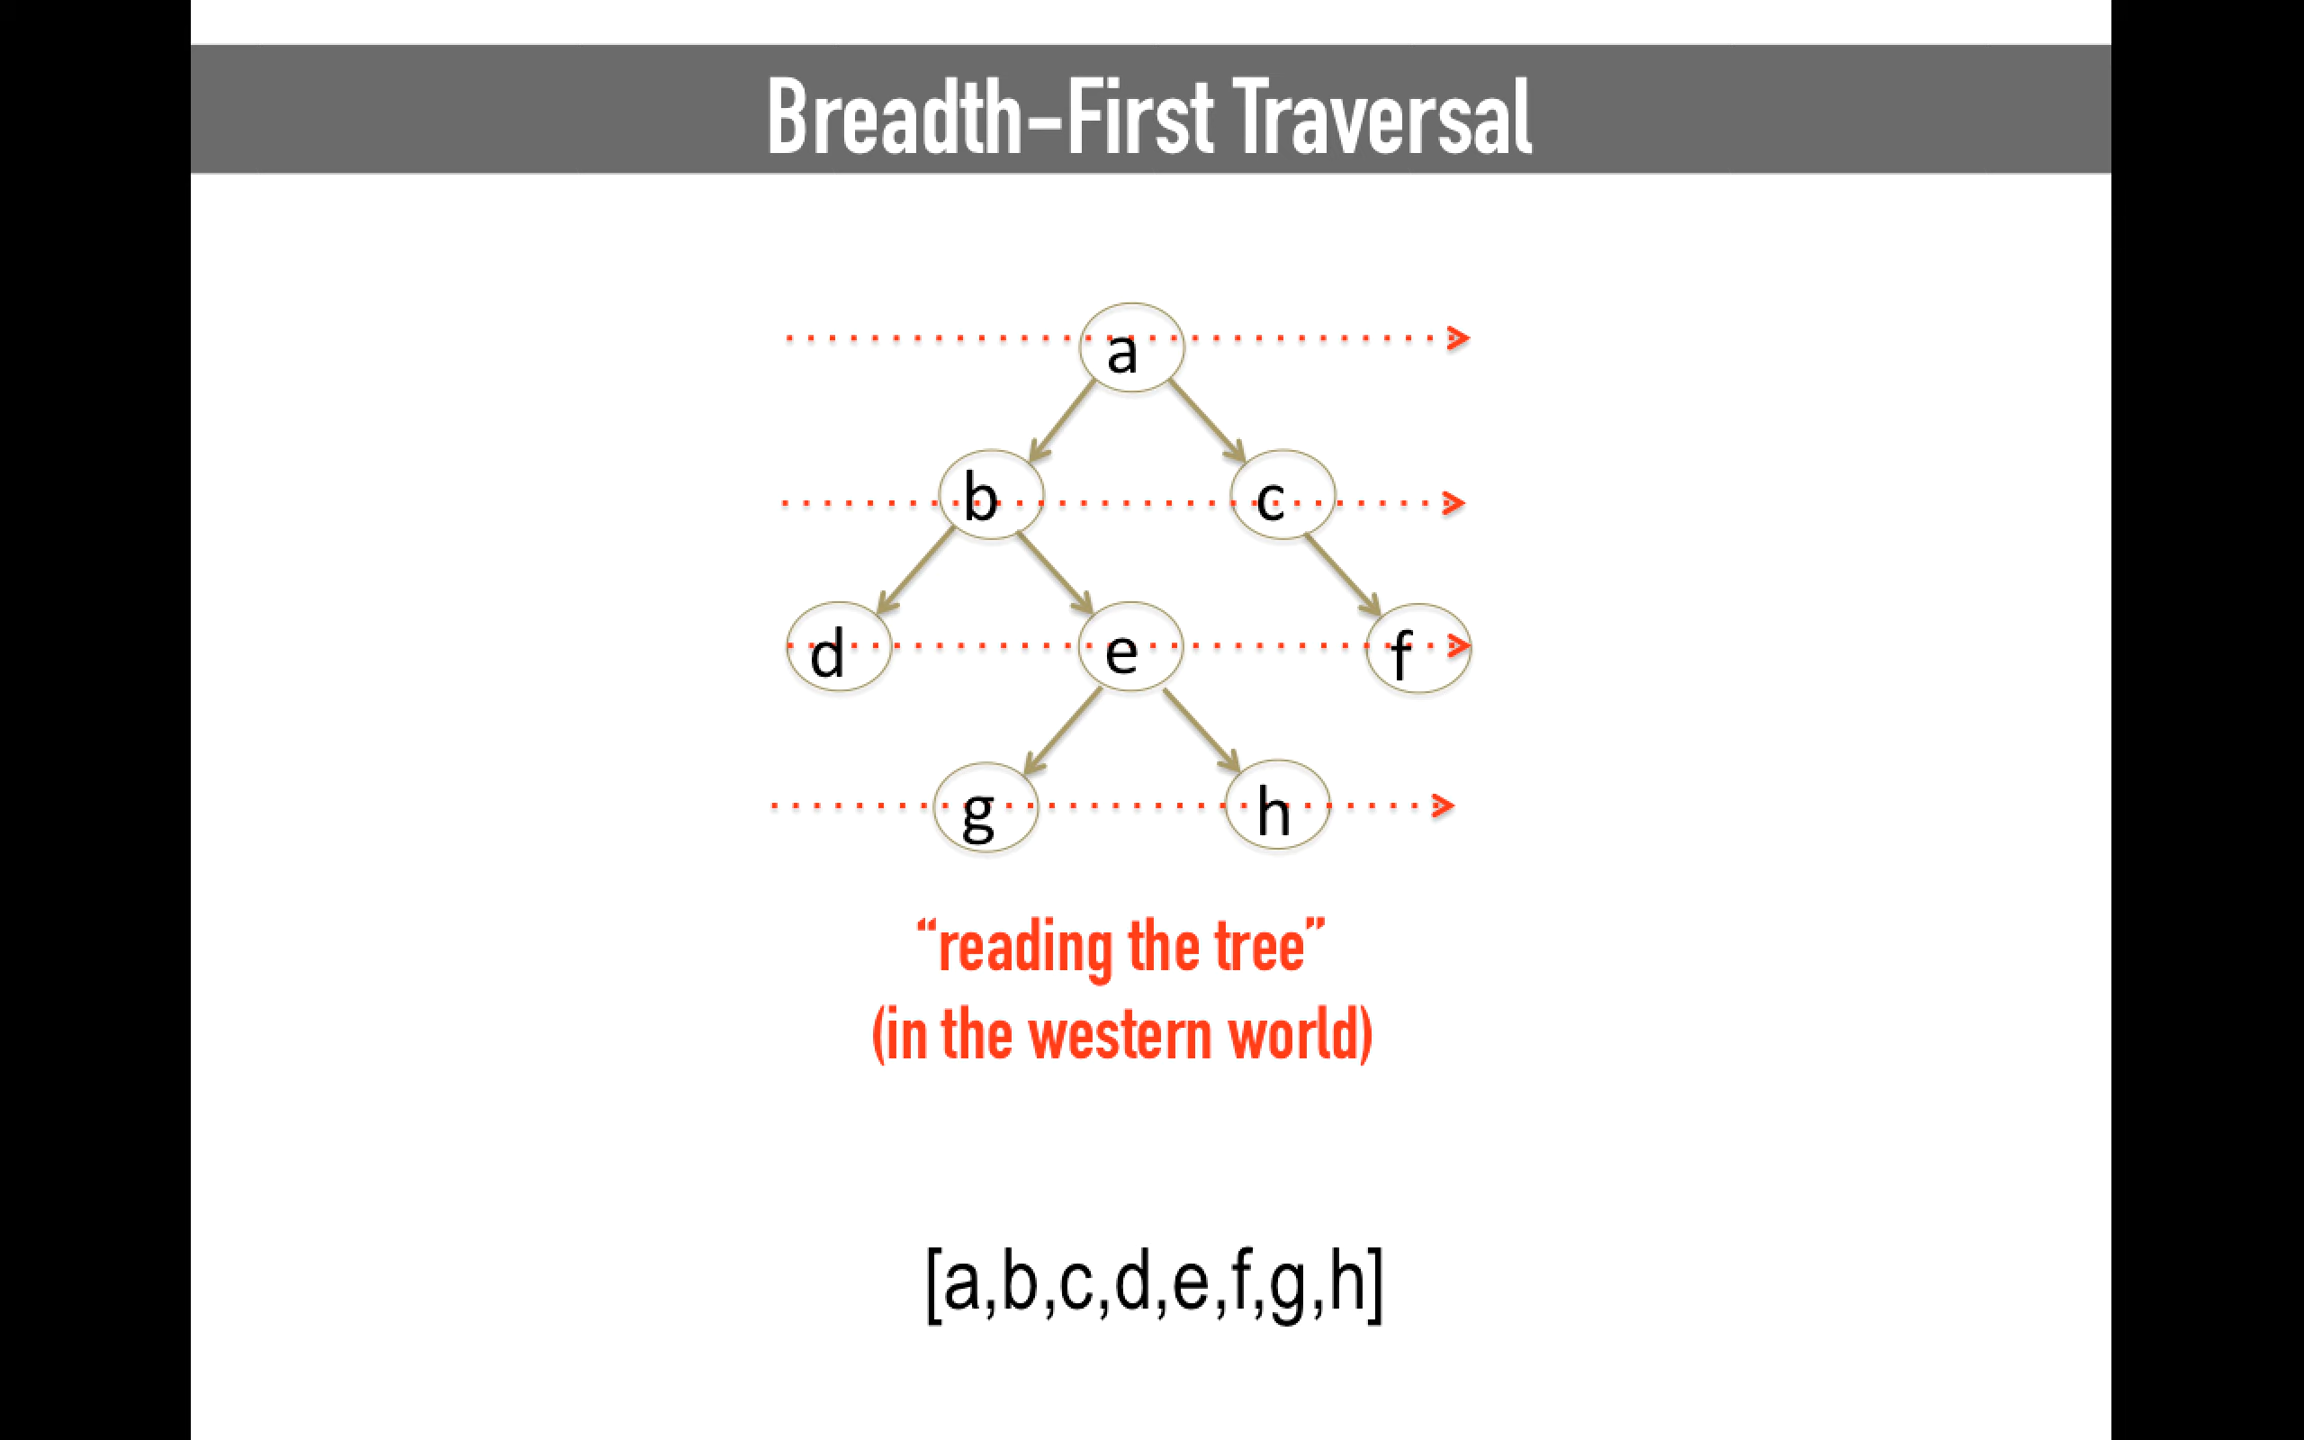 Breadth-First Traversal
a
b c
d e f
g h
“reading the tree”
(in the western world)
[a,b,c,d,e,f,g,h]